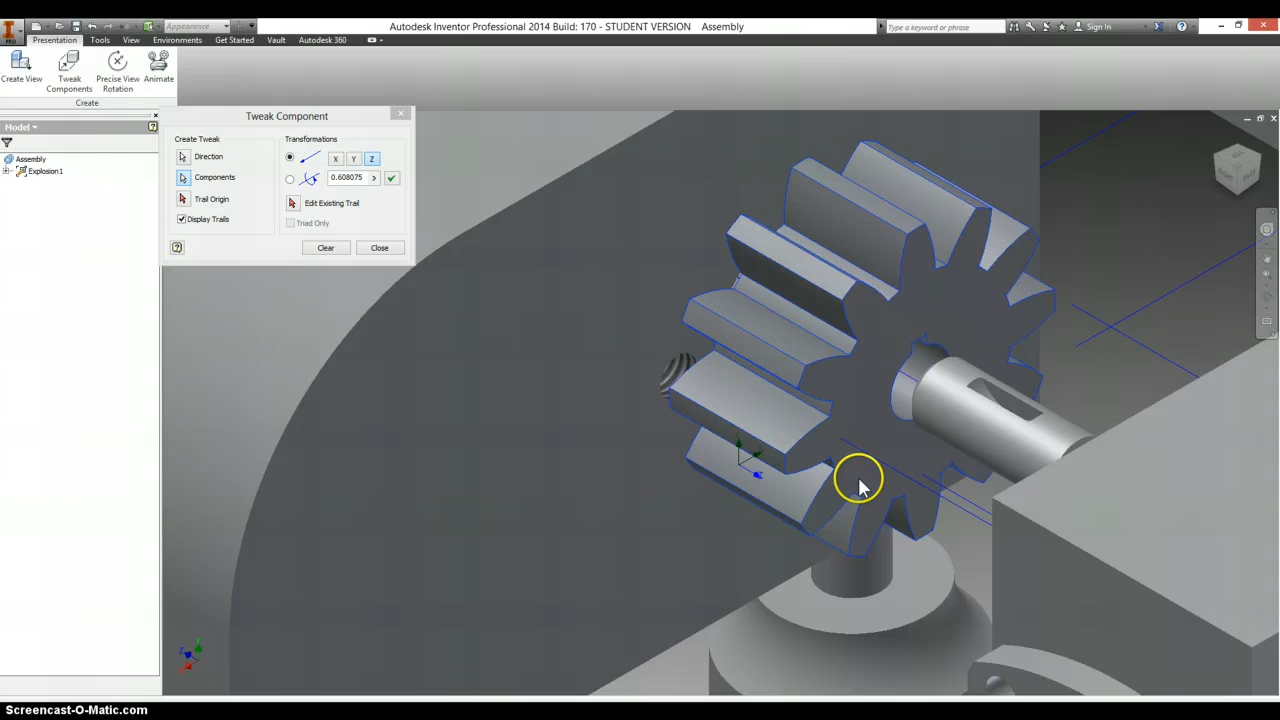 Appearance
Autodesk Inventor Professional 2014 Build: 170 - STUDENT VERSION Assembly
Type a keyword or phrase
Sign In
PRO
Presentation Tools View Environments Get Started Vault Autodesk 360
Create View
Tweak Components
Precise View Rotation
Animate
Create
Model
Assembly
Explosion1
Tweak Component
Create Tweak
Direction
Components
Trail Origin
Display Trails
Transformations
X Y Z
0.608075
Edit Existing Trail
Triad Only
Clear
Close
Screencast-O-Matic.com